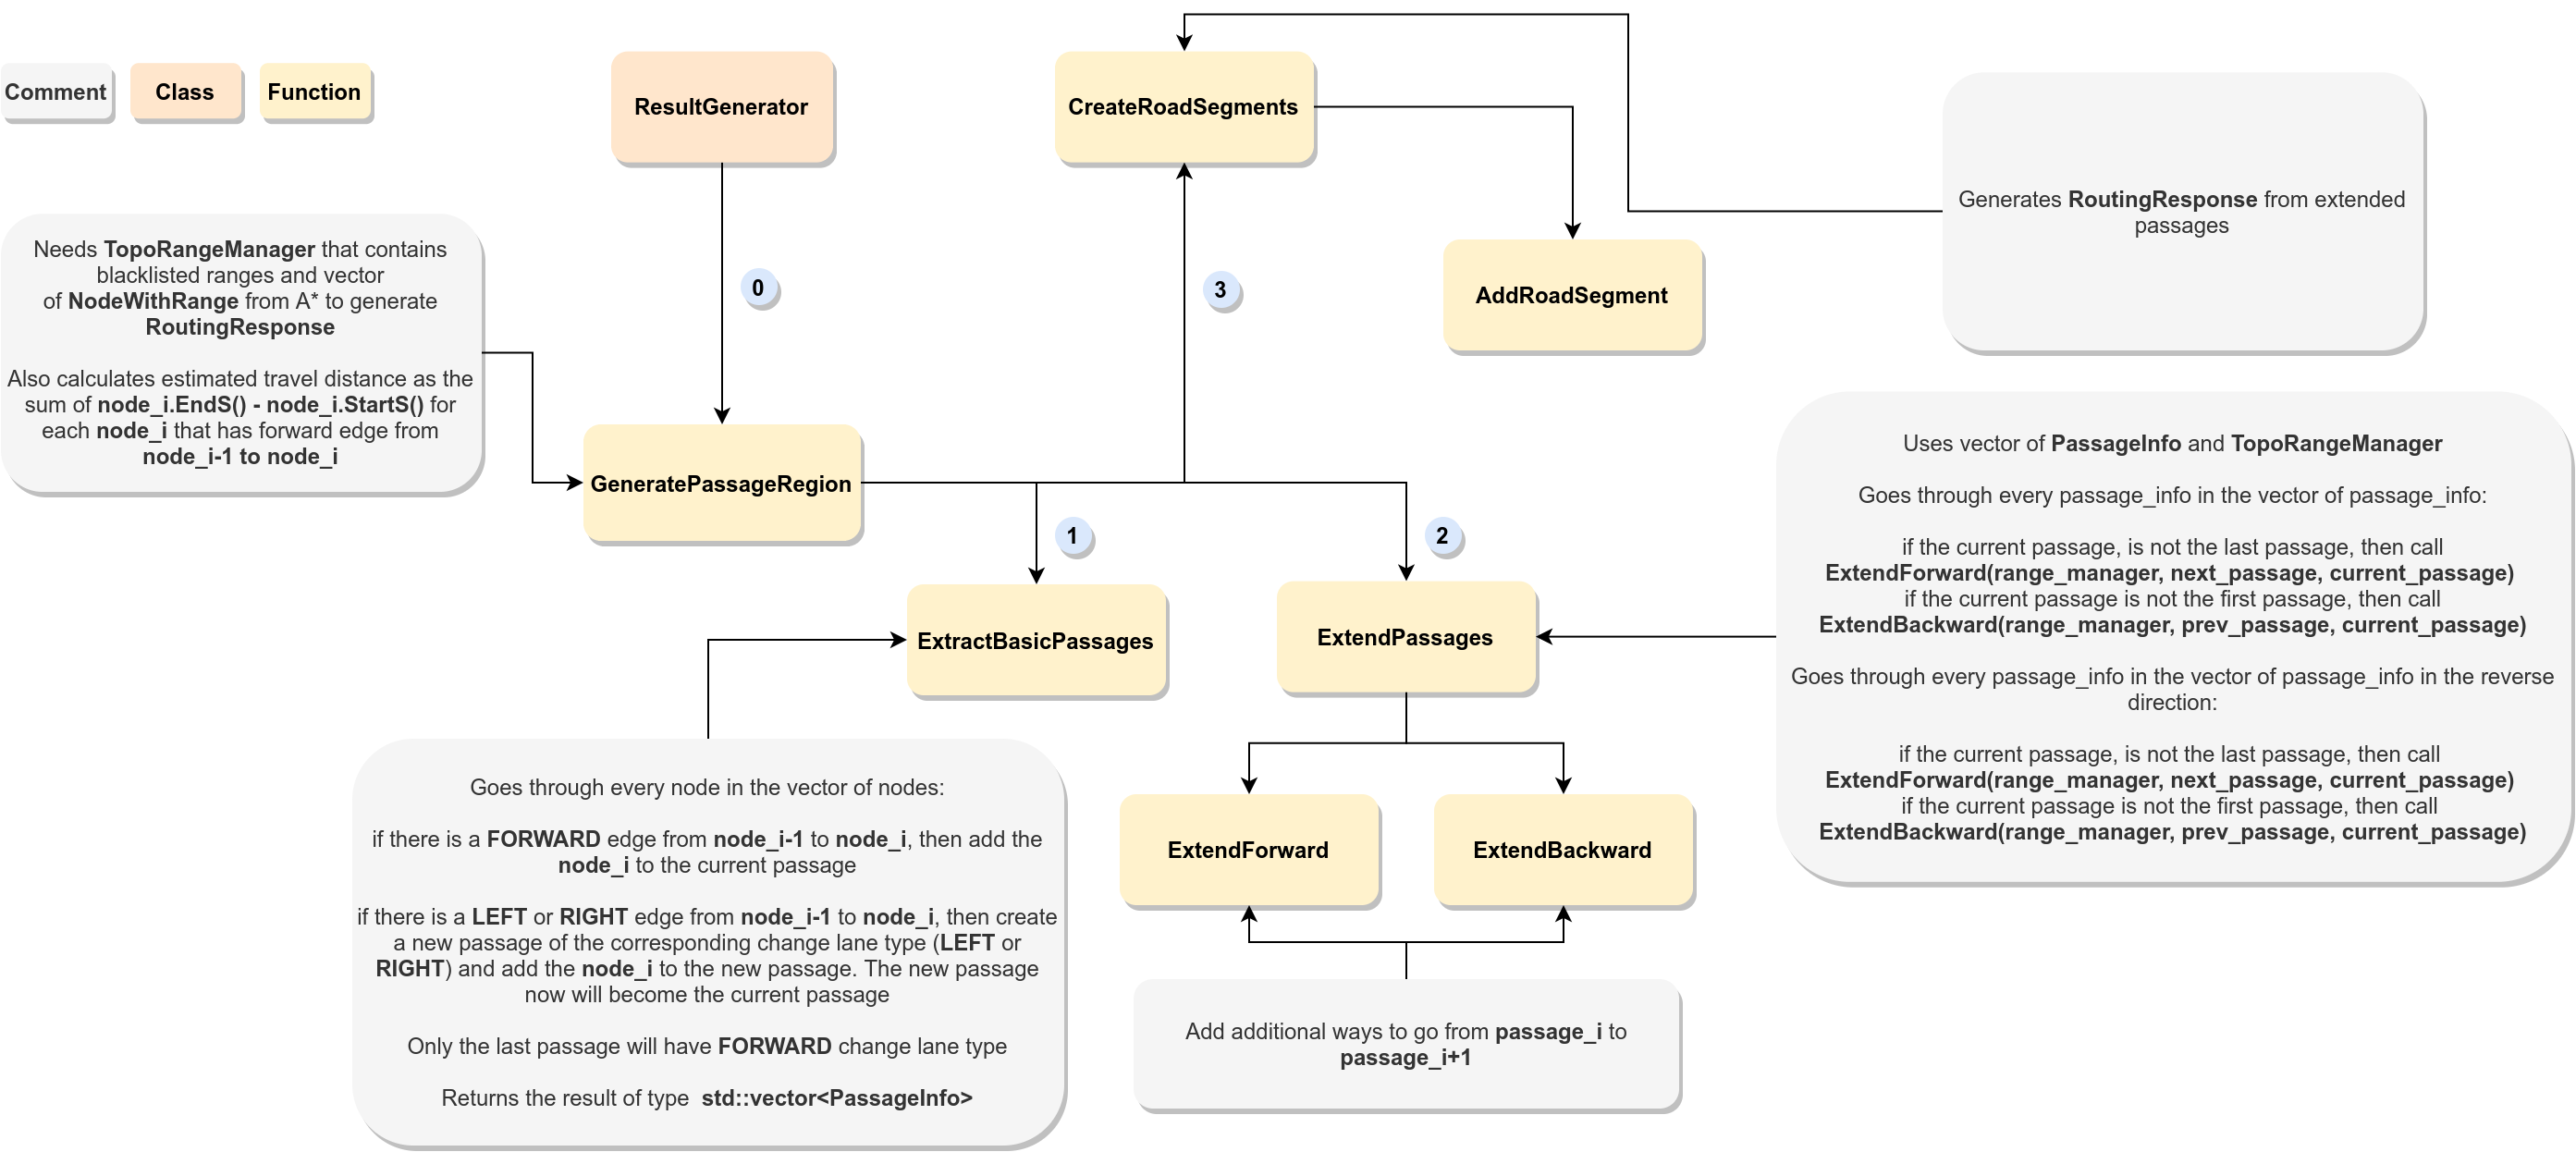 Comment
Class
Function
ResultGenerator
CreateRoadSegments
Generates RoutingResponse from extended
passages
Needs TopoRangeManager that contains
blacklisted ranges and vector
of NodeWithRange from A* to generate
RoutingResponse
Also calculates estimated travel distance as the
sum of node_i.EndS() - node_i.StartS() for
each node_i that has forward edge from
node_i-1 to node_i
0
3
AddRoadSegment
GeneratePassageRegion
1
2
ExtractBasicPassages
ExtendPassages
Uses vector of PassageInfo and TopoRangeManager
Goes through every passage_info in the vector of passage_info:
if the current passage, is not the last passage, then call
ExtendForward(range_manager, next_passage, current_passage)
if the current passage is not the first passage, then call
ExtendBackward(range_manager, prev_passage, current_passage)
Goes through every passage_info in the vector of passage_info in the reverse
direction:
if the current passage, is not the last passage, then call
ExtendForward(range_manager, next_passage, current_passage)
if the current passage is not the first passage, then call
ExtendBackward(range_manager, prev_passage, current_passage)
Goes through every node in the vector of nodes:
if there is a FORWARD edge from node_i-1 to node_i, then add the
node_i to the current passage
if there is a LEFT or RIGHT edge from node_i-1 to node_i, then create
a new passage of the corresponding change lane type (LEFT or
RIGHT) and add the node_i to the new passage. The new passage
now will become the current passage
Only the last passage will have FORWARD change lane type
Returns the result of type  std::vector<PassageInfo>
ExtendForward
ExtendBackward
Add additional ways to go from passage_i to
passage_i+1